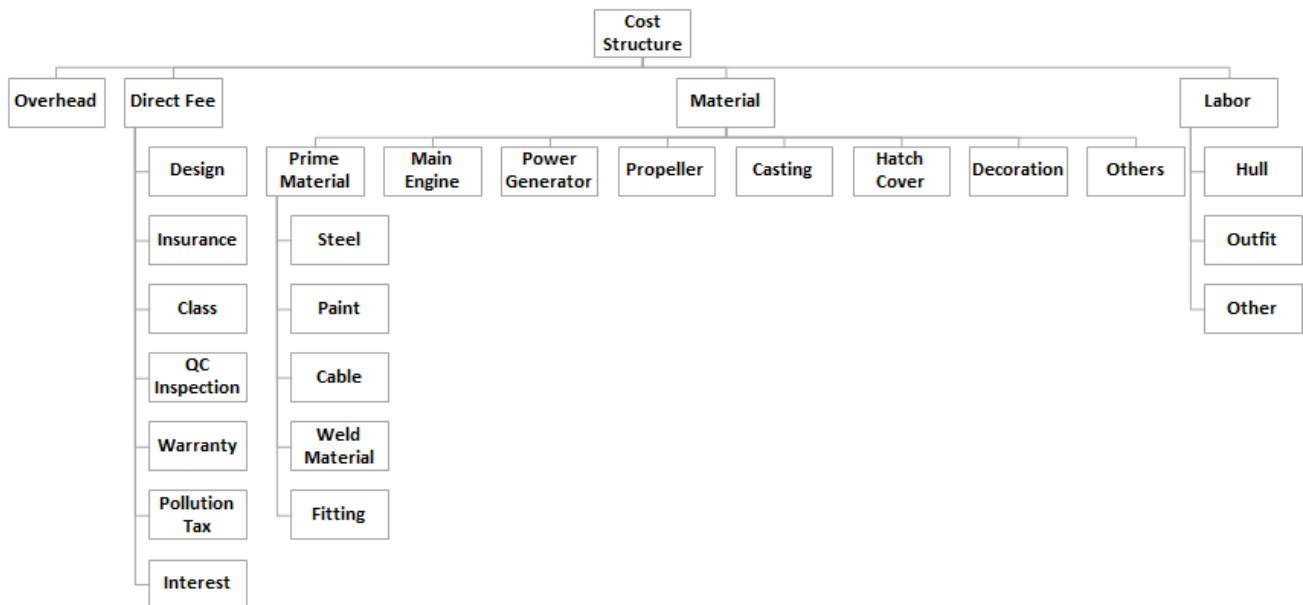 Cost
Structure
Overhead
Direct Fee
Material
Labor
Design
Prime
Material
Main
Engine
Power
Generator
Propeller
Casting
Hatch
Cover
Decoration
Others
Hull
Insurance
Steel
Outfit
Class
Paint
Other
QC
Inspection
Cable
Warranty
Weld
Material
Pollution
Tax
Fitting
Interest